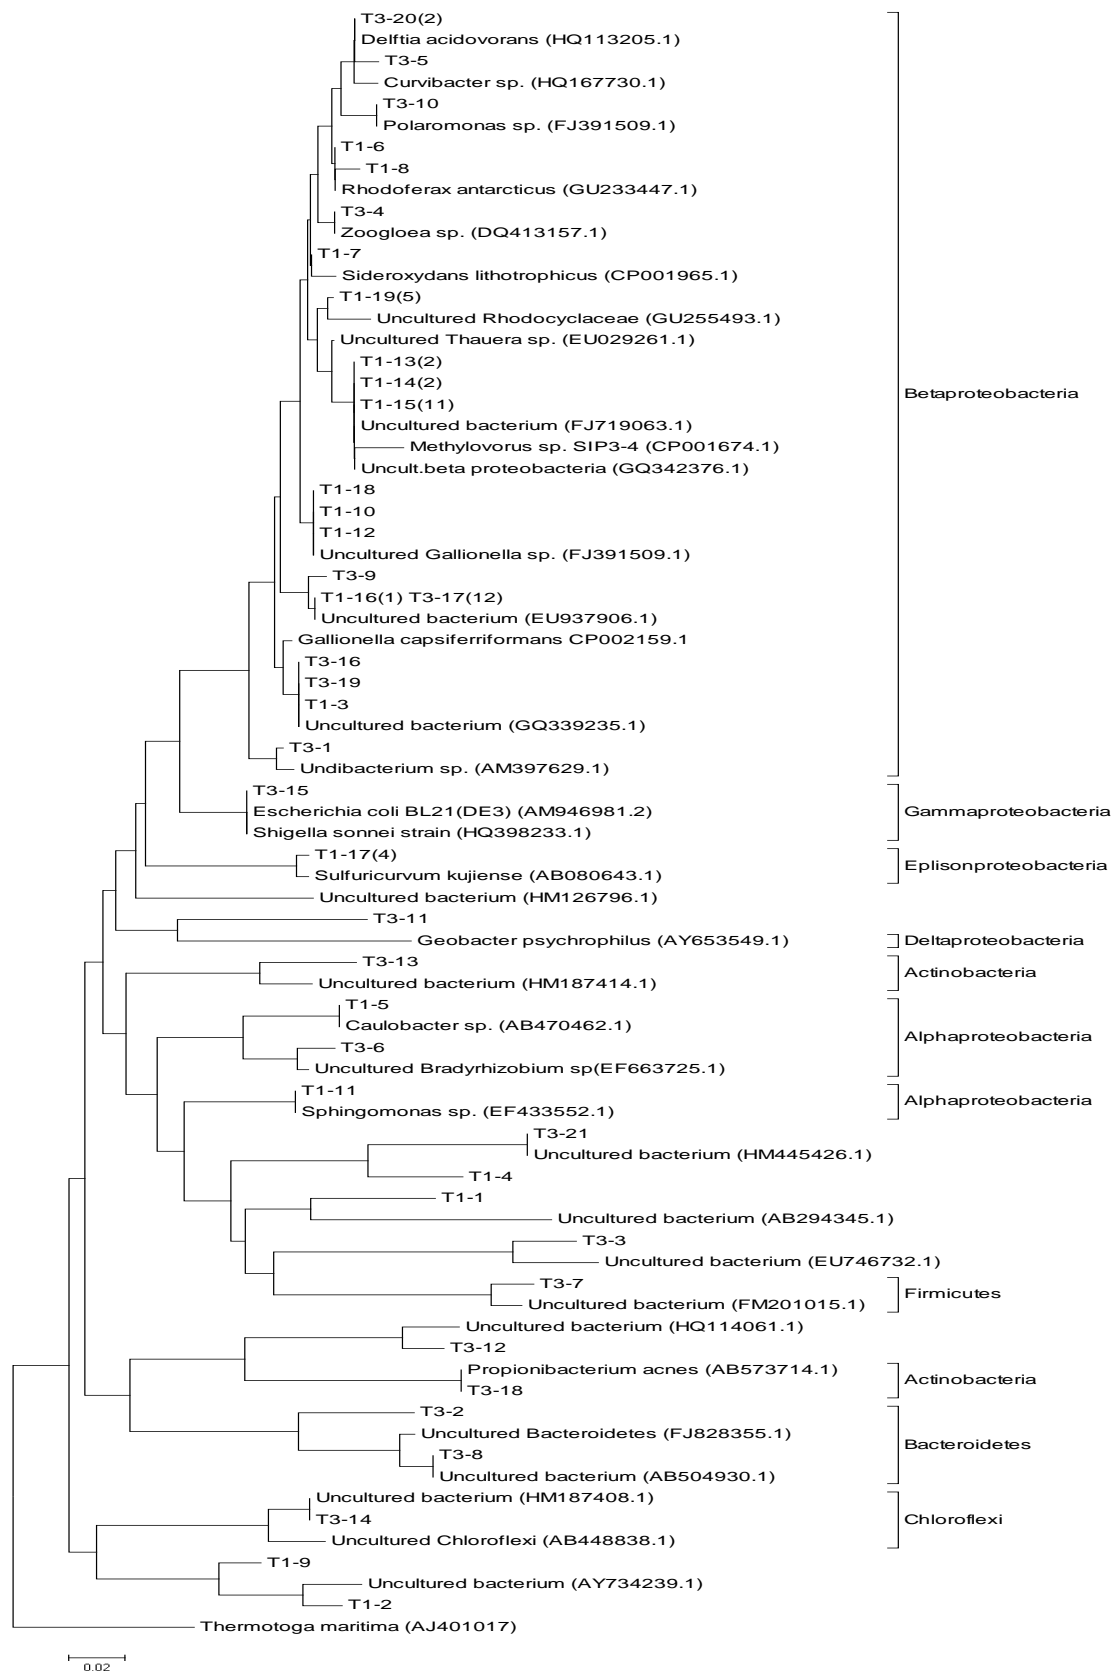 T3-20(2)
Delftia acidovorans (HQ113205.1)
T3-5
Curvibacter sp. (HQ167730.1)
T3-10
Polaromonas sp. (FJ391509.1)
T1-6
T1-8
Rhodoferax antarcticus (GU233447.1)
T3-4
Zoogloea sp. (DQ413157.1)
T1-7
Sideroxydans lithotrophicus (CP001965.1)
T1-19(5)
Uncultured Rhodocyclaceae (GU255493.1)
Uncultured Thauera sp. (EU029261.1)
T1-13(2)
T1-14(2)
Betaproteobacteria
T1-15(11)
Uncultured bacterium (FJ719063.1)
Methylovorus sp. SIP3-4 (CP001674.1)
Uncult.beta proteobacteria (GQ342376.1)
T1-18
T1-10
T1-12
Uncultured Gallionella sp. (FJ391509.1)
T3-9
T1-16(1) T3-17(12)
Uncultured bacterium (EU937906.1)
Gallionella capsiferriformans CP002159.1
T3-16
T3-19
T1-3
Uncultured bacterium (GQ339235.1)
T3-1
Undibacterium sp. (AM397629.1)
T3-15
Escherichia coli BL21(DE3) (AM946981.2)
Gammaproteobacteria
Shigella sonnei strain (HQ398233.1)
T1-17(4)
Eplisonproteobacteria
Sulfuricurvum kujiense (AB080643.1)
Uncultured bacterium (HM126796.1)
T3-11
Geobacter psychrophilus (AY653549.1)
Deltaproteobacteria
T3-13
Actinobacteria
Uncultured bacterium (HM187414.1)
T1-5
Caulobacter sp. (AB470462.1)
Alphaproteobacteria
T3-6
Uncultured Bradyrhizobium sp(EF663725.1)
T1-11
Alphaproteobacteria
Sphingomonas sp. (EF433552.1)
T3-21
Uncultured bacterium (HM445426.1)
T1-4
T1-1
Uncultured bacterium (AB294345.1)
T3-3
Uncultured bacterium (EU746732.1)
T3-7
Firmicutes
Uncultured bacterium (FM201015.1)
Uncultured bacterium (HQ114061.1)
T3-12
Propionibacterium acnes (AB573714.1)
Actinobacteria
T3-18
T3-2
Uncultured Bacteroidetes (FJ828355.1)
Bacteroidetes
T3-8
Uncultured bacterium (AB504930.1)
Uncultured bacterium (HM187408.1)
T3-14
Chloroflexi
Uncultured Chloroflexi (AB448838.1)
T1-9
Uncultured bacterium (AY734239.1)
T1-2
Thermotoga maritima (AJ401017)
0.02